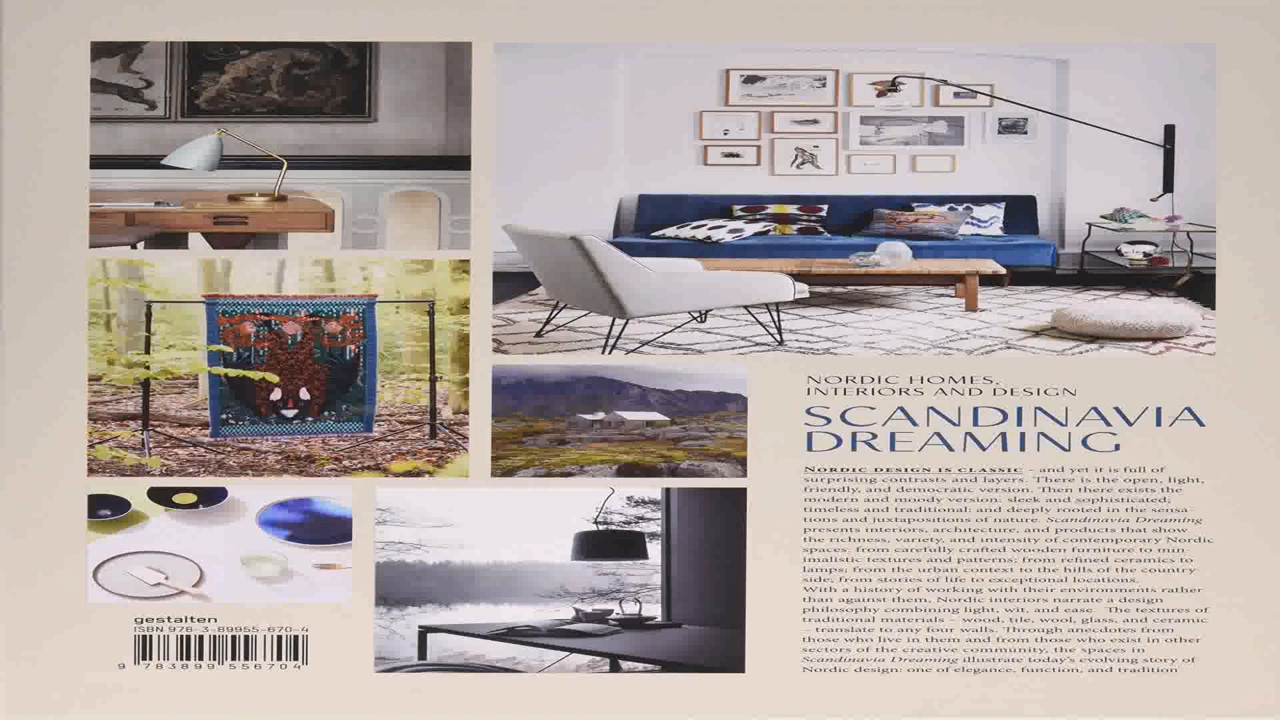 NORDIC HOMES,
INTERIORS AND DESIGN
SCANDINAVIA
DREAMING
NORDIC DESIGN IS CLASSIC – and yet it is full of
surprising contrasts and layers. There is the open, light,
friendly, and democratic version. Then there exists the
modern and moody version: sleek and sophisticated;
timeless and traditional; and deeply rooted in the sensa-
tions and juxtapositions of nature. Scandinavia Dreaming
presents interiors, architecture, and products that show
the richness, variety, and intensity of contemporary Nordic
spaces: from carefully crafted wooden furniture to min-
imalistic textures and patterns; from refined ceramics to
lamps; from the urban context to the hills of the country-
side; from stories of life to exceptional locations.
With a history of working with their environments rather
than against them, Nordic interiors narrate a design
philosophy combining light, wit, and ease. The textures of
traditional materials – wood, tile, wool, glass, and ceramic
– translate to any four walls. Through anecdotes from
those who live in them and from those who exist in other
sectors of the creative community, the spaces in
Scandinavia Dreaming illustrate today's evolving story of
Nordic design: one of elegance, function, and tradition
gestalten
ISBN 978-3-89955-670-4
9 783899 556704